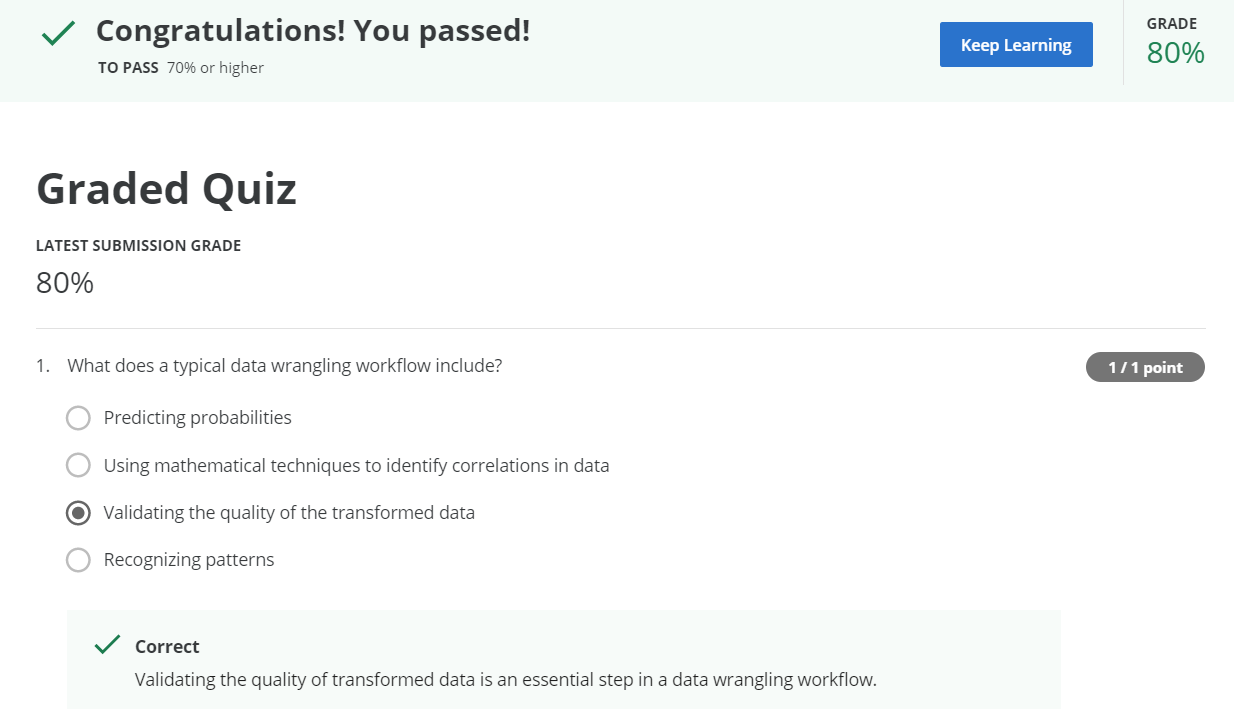 Congratulations! You passed!
TO PASS 70% or higher
Keep Learning
GRADE
80%
Graded Quiz
LATEST SUBMISSION GRADE
80%
1. What does a typical data wrangling workflow include?
1 / 1 point
Predicting probabilities
Using mathematical techniques to identify correlations in data
Validating the quality of the transformed data
Recognizing patterns
Correct
Validating the quality of transformed data is an essential step in a data wrangling workflow.